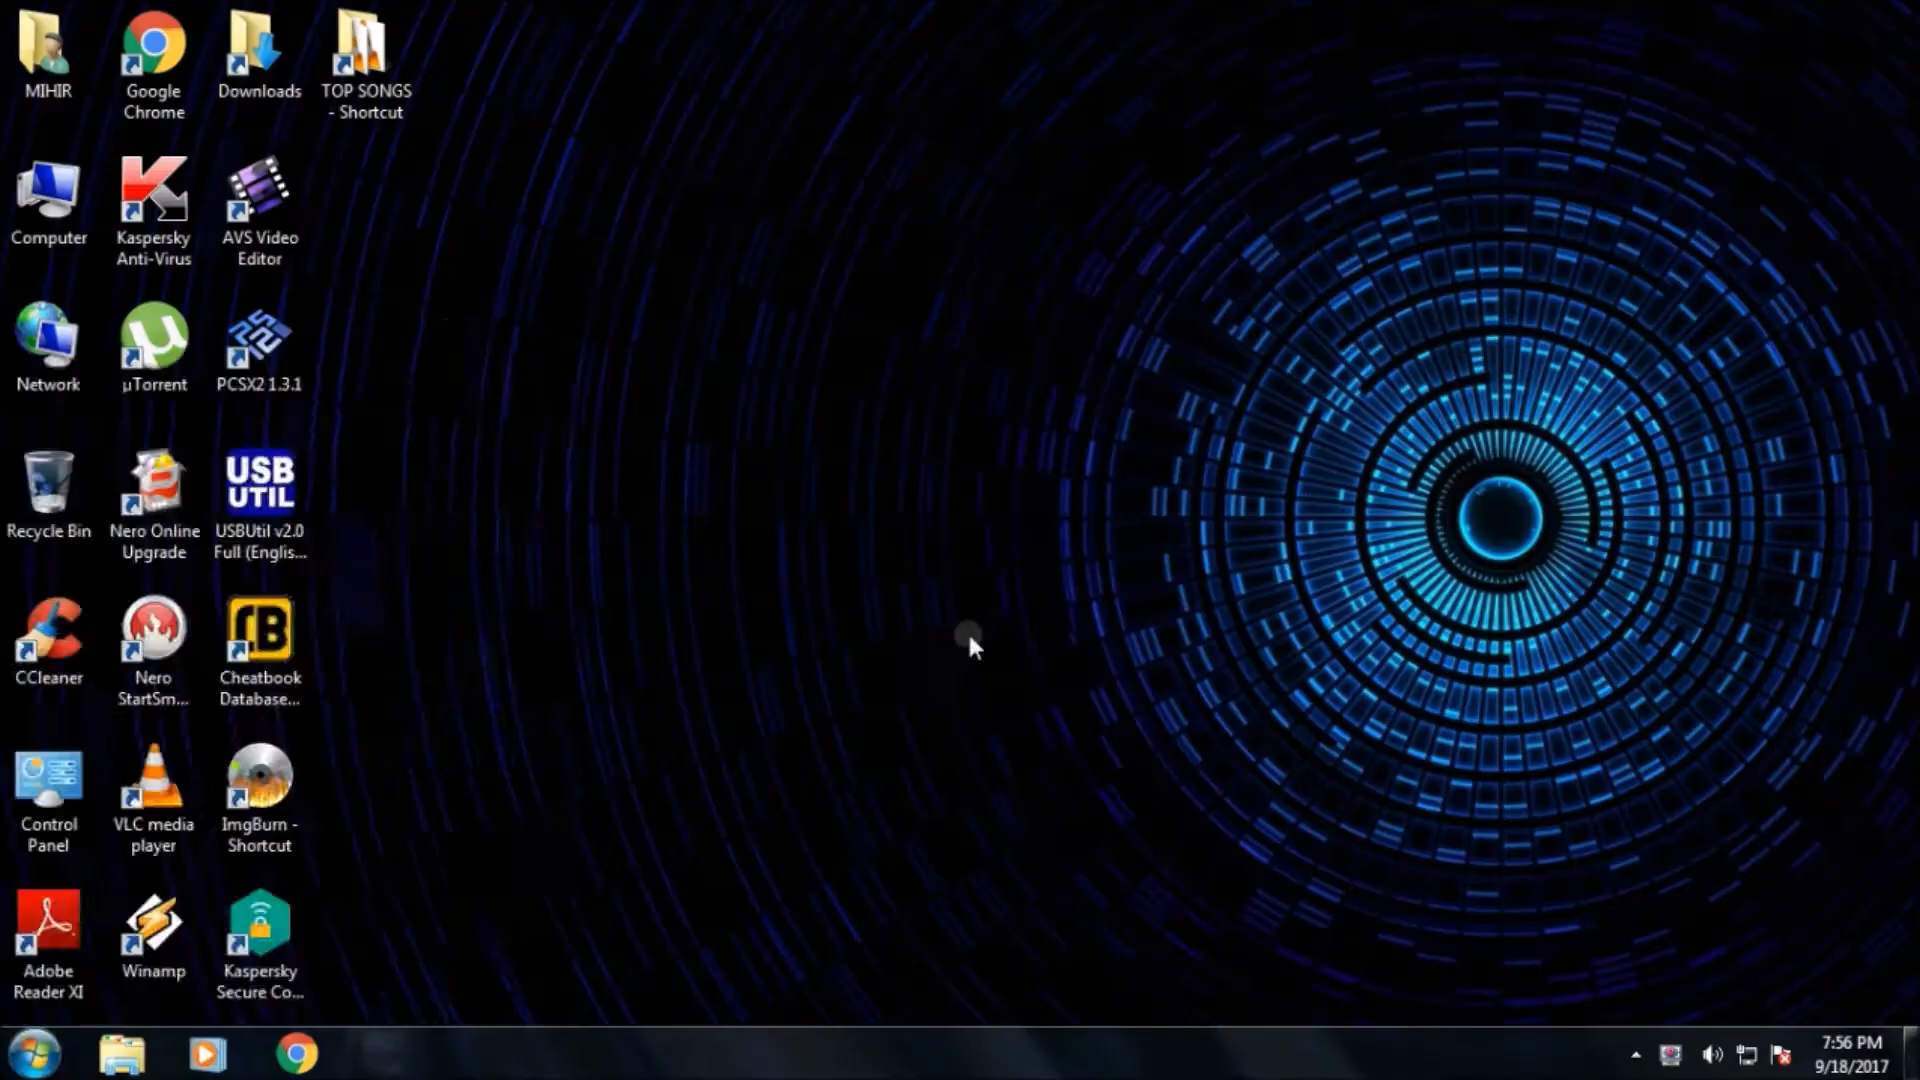 MIHIR
Google
Chrome
Downloads
TOP SONGS
- Shortcut
Computer
Kaspersky
Anti-Virus
AVS Video
Editor
Network
µTorrent
PCSX2 1.3.1
USB
UTIL
Recycle Bin
Nero Online
Upgrade
USBUtil v2.0
Full (Englis...
CCleaner
Nero
StartSm...
Cheatbook
Database...
Control
Panel
VLC media
player
ImgBurn -
Shortcut
Adobe
Reader XI
Winamp
Kaspersky
Secure Co...
7:56 PM
9/18/2017